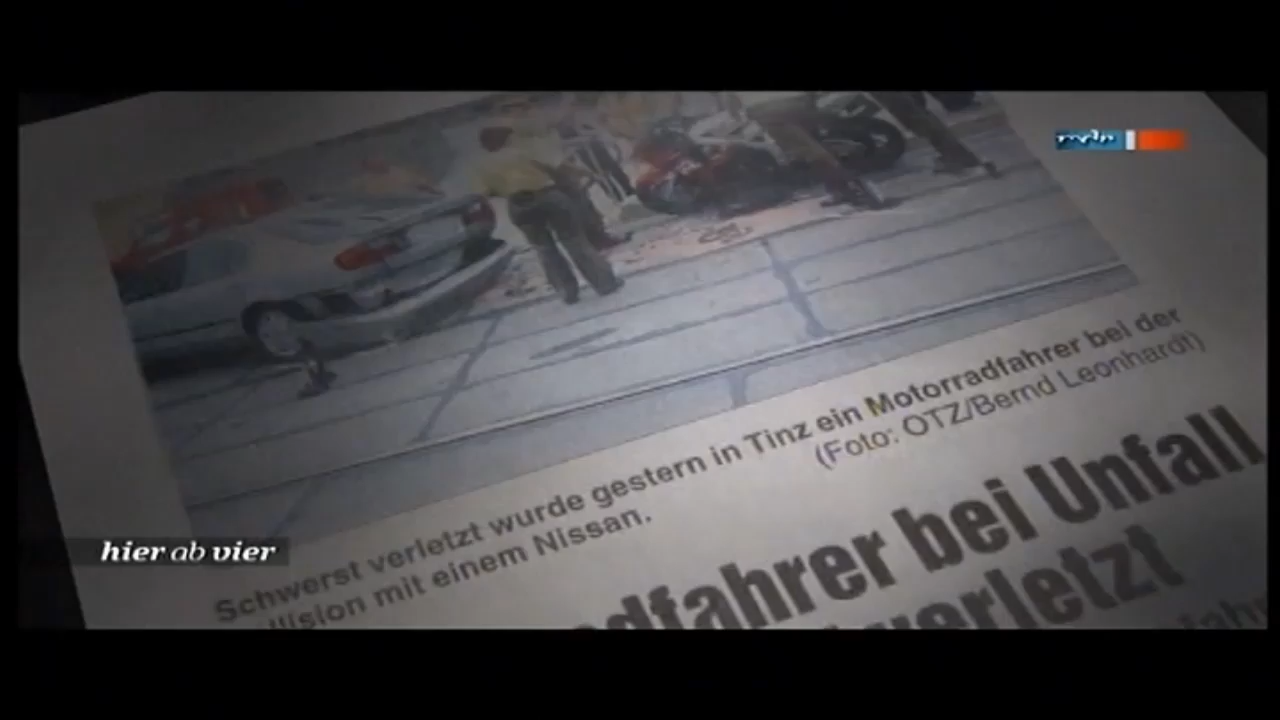 mdr
Schwerst verletzt wurde gestern in Tinz ein Motorradfahrer bei der
llision mit einem Nissan.
(Foto: OTZ/Bernd Leonhardt)
dfahrer bei Unfall
verletzt
fahr
hier ab vier